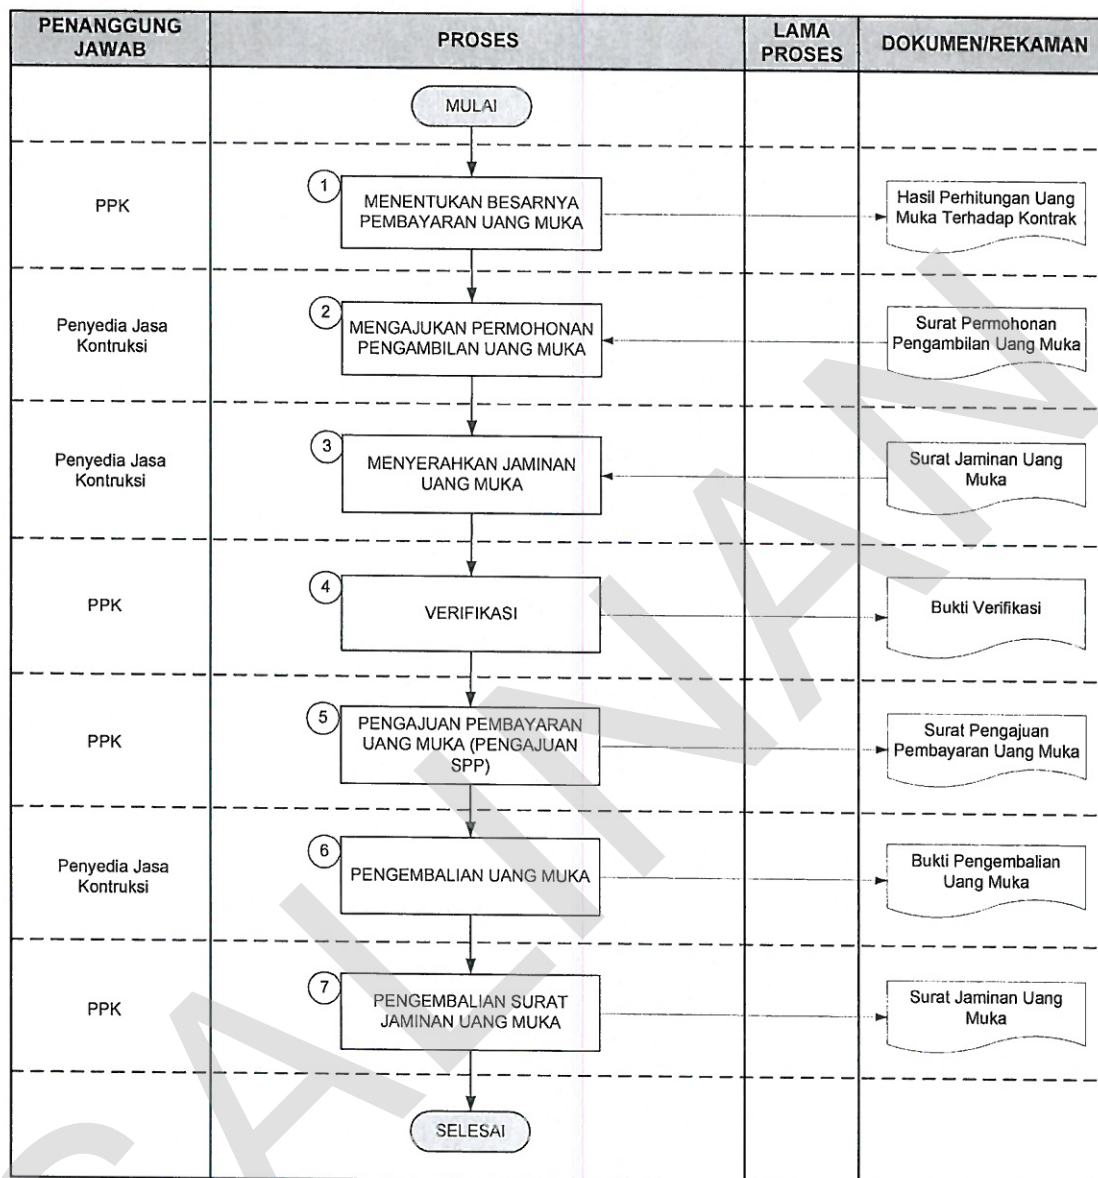 PENANGGUNG
JAWAB
PROSES
LAMA
PROSES
DOKUMEN/REKAMAN
MULAI
PPK
1
MENENTUKAN BESARNYA
PEMBAYARAN UANG MUKA
Hasil Perhitungan Uang
Muka Terhadap Kontrak
Penyedia Jasa
Kontruksi
2
MENGAJUKAN PERMOHONAN
PENGAMBILAN UANG MUKA
Surat Permohonan
Pengambilan Uang Muka
Penyedia Jasa
Kontruksi
3
MENYERAHKAN JAMINAN
UANG MUKA
Surat Jaminan Uang
Muka
PPK
4
VERIFIKASI
Bukti Verifikasi
PPK
5
PENGAJUAN PEMBAYARAN
UANG MUKA (PENGAJUAN
SPP)
Surat Pengajuan
Pembayaran Uang Muka
Penyedia Jasa
Kontruksi
6
PENGEMBALIAN UANG MUKA
Bukti Pengembalian
Uang Muka
PPK
7
PENGEMBALIAN SURAT
JAMINAN UANG MUKA
Surat Jaminan Uang
Muka
SELESAI
SALINAN